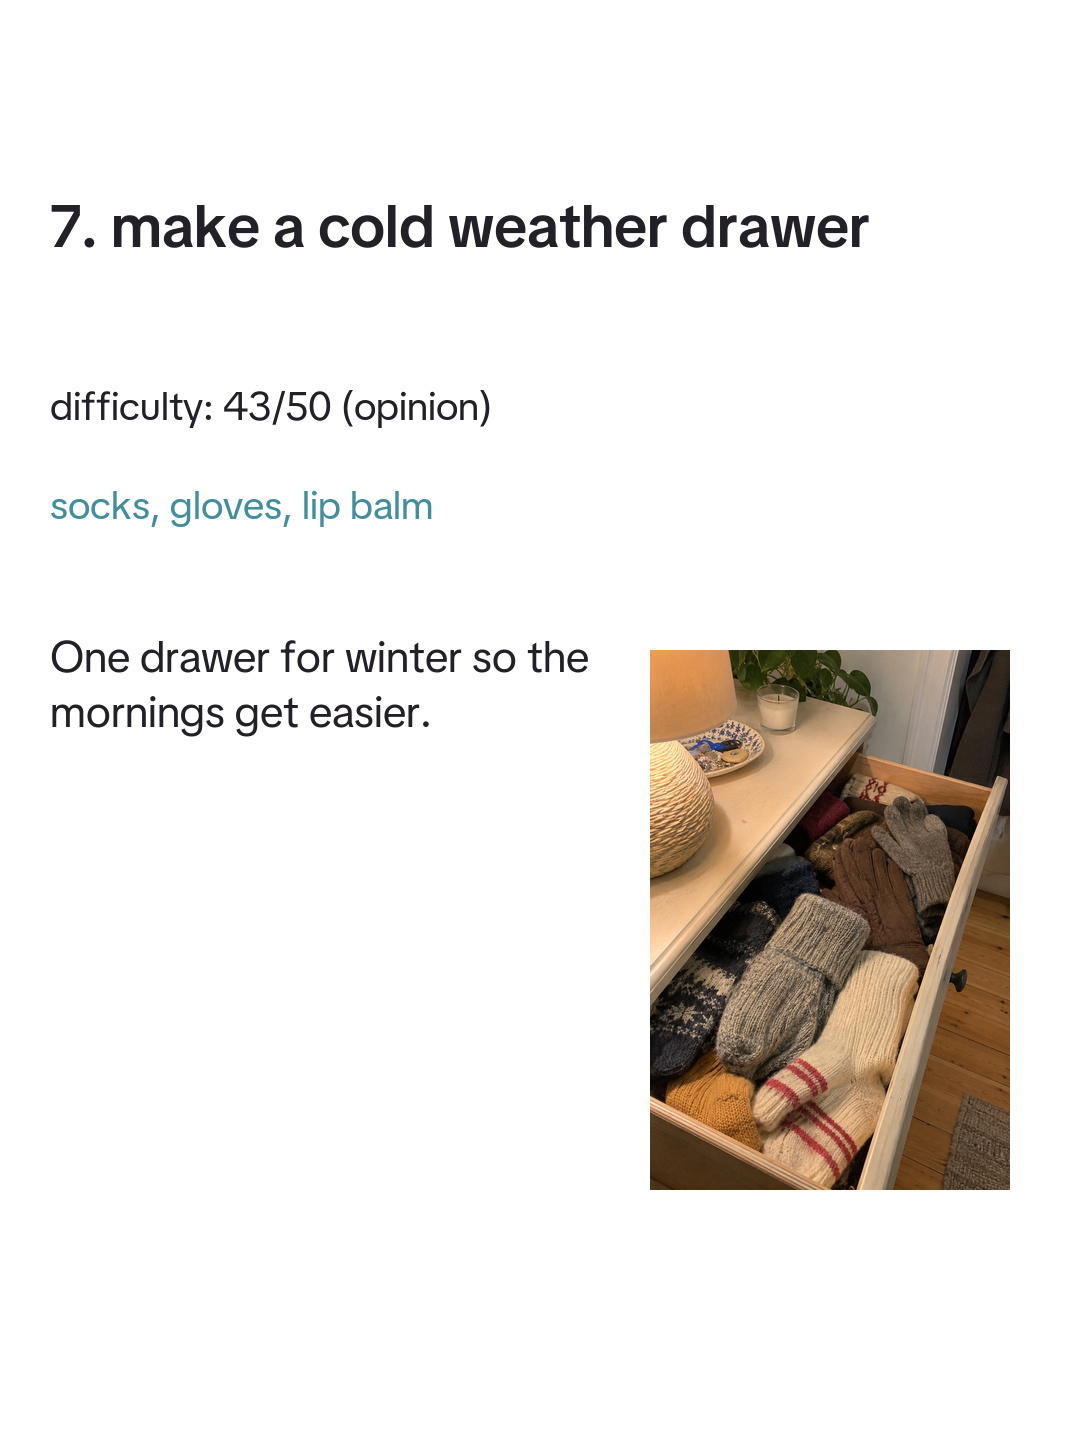 7. make a cold weather drawer
difficulty: 43/50 (opinion)
socks, gloves, lip balm
One drawer for winter so the
mornings get easier.